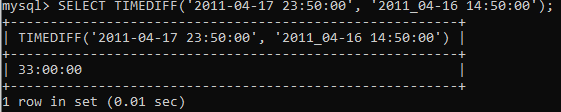 mysql> SELECT TIMEDIFF('2011-04-17 23:50:00', '2011_04-16 14:50:00');
+-----------------------------------------------------+
| TIMEDIFF('2011-04-17 23:50:00', '2011_04-16 14:50:00') |
+-----------------------------------------------------+
| 33:00:00 |
+-----------------------------------------------------+
1 row in set (0.01 sec)